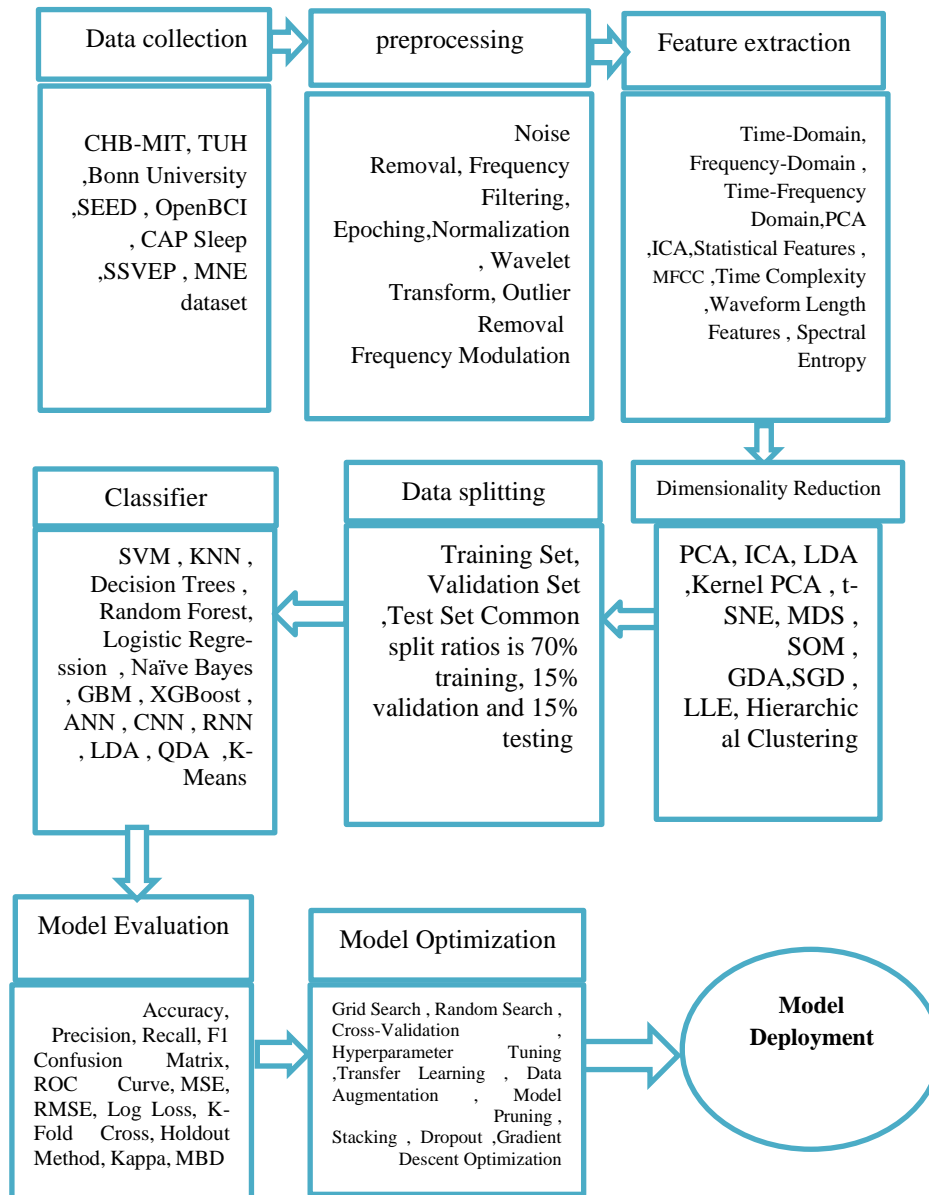 Data collection
CHB-MIT, TUH
,Bonn University
,SEED , OpenBCI
, CAP Sleep
,SSVEP , MNE
dataset
preprocessing
Noise
Removal, Frequency
Filtering,
Epoching,Normalization
, Wavelet
Transform, Outlier
Removal
Frequency Modulation
Feature extraction
Time-Domain,
Frequency-Domain ,
Time-Frequency
Domain,PCA
,ICA,Statistical Features ,
MFCC ,Time Complexity
,Waveform Length
Features , Spectral
Entropy
Dimensionality Reduction
PCA, ICA, LDA
,Kernel PCA , t-
SNE, MDS ,
SOM ,
GDA,SGD ,
LLE, Hierarchic
al Clustering
Data splitting
Training Set,
Validation Set
,Test Set Common
split ratios is 70%
training, 15%
validation and 15%
testing
Classifier
SVM , KNN ,
Decision Trees ,
Random Forest,
Logistic Regre-
ssion , Naïve Bayes
, GBM , XGBoost ,
ANN , CNN , RNN
, LDA , QDA ,K-
Means
Model Evaluation
Accuracy,
Precision, Recall, F1
Confusion Matrix,
ROC Curve, MSE,
RMSE, Log Loss, K-
Fold Cross, Holdout
Method, Kappa, MBD
Model Optimization
Grid Search , Random Search ,
Cross-Validation ,
Hyperparameter Tuning
,Transfer Learning , Data
Augmentation , Model
Pruning ,
Stacking , Dropout ,Gradient
Descent Optimization
Model
Deployment